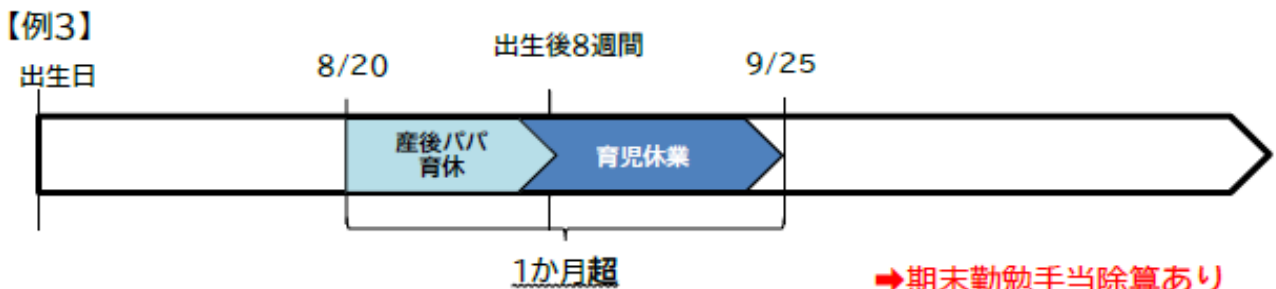 【例3】
出生日
8/20
出生後8週間
9/25
産後パパ
育休
育児休業
1か月超
➡期末勤勉手当除算あり